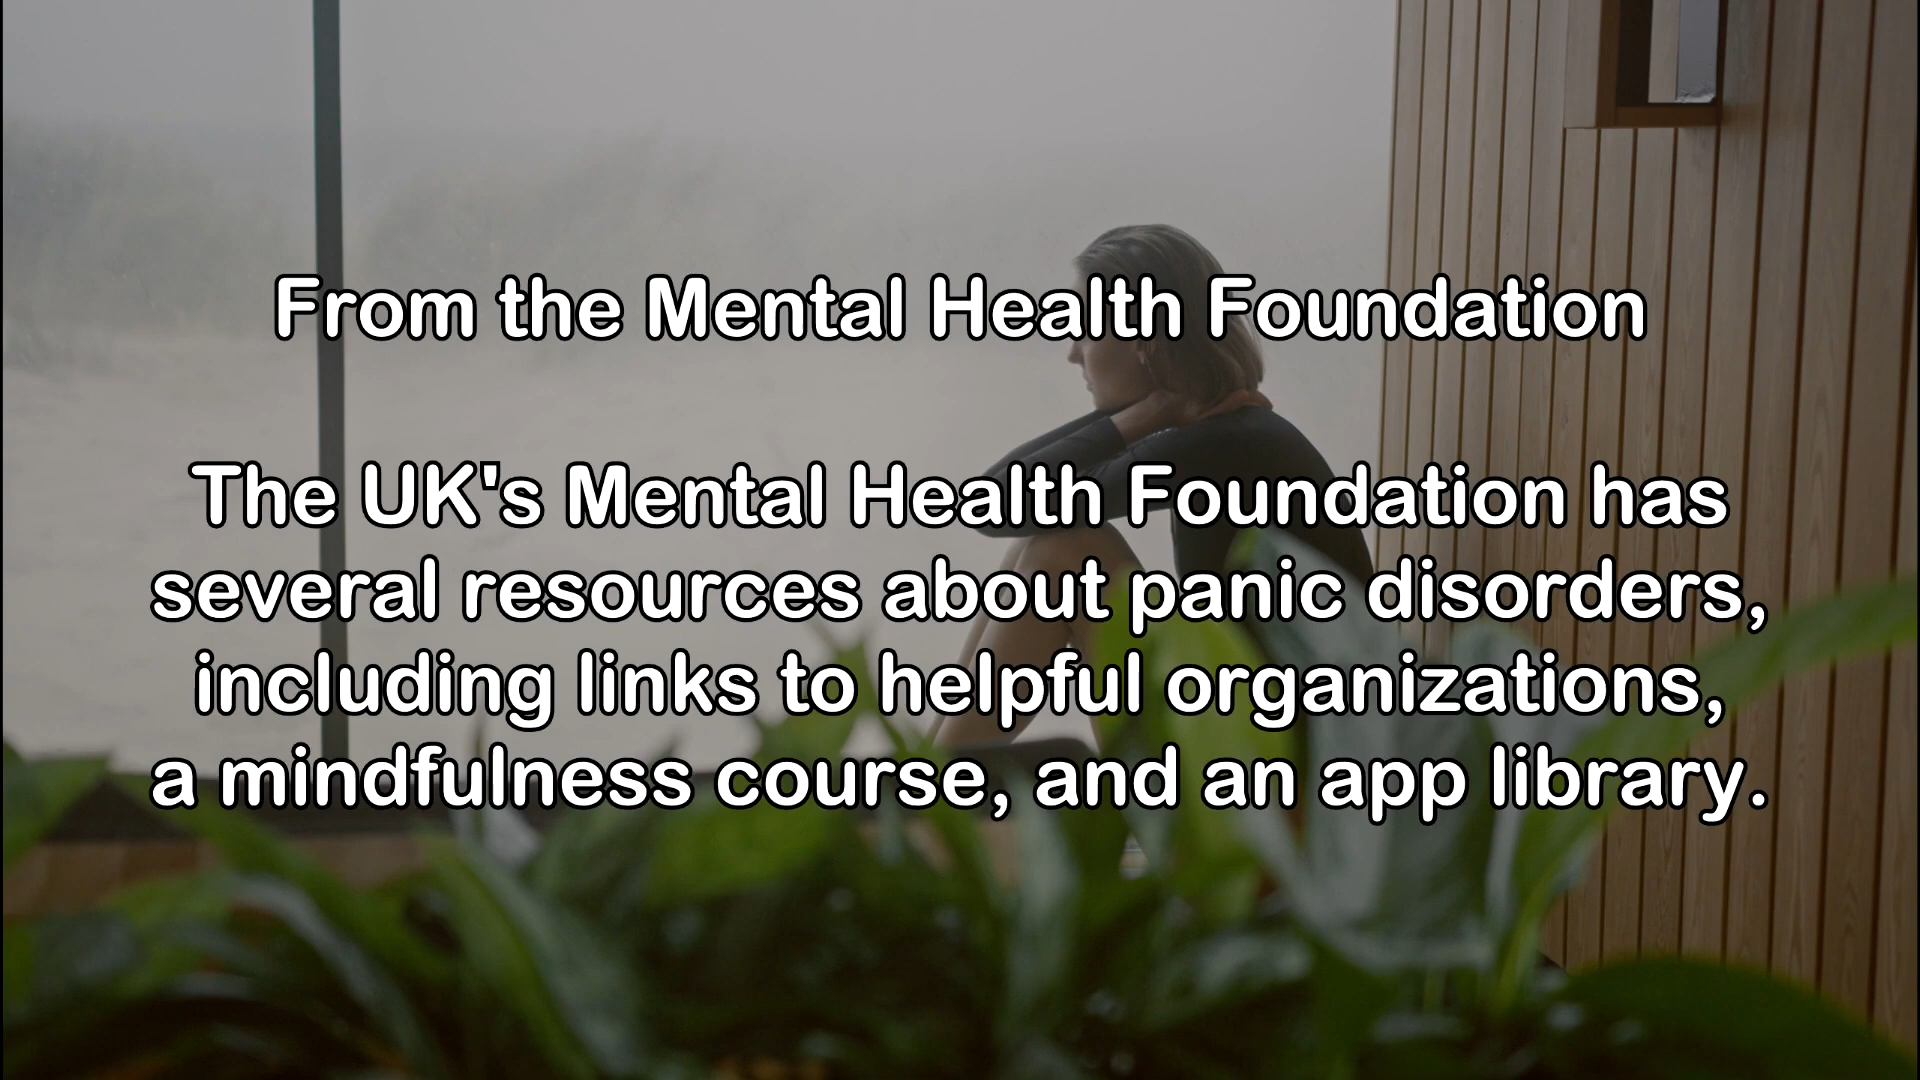 From the Mental Health Foundation
The UK's Mental Health Foundation has
several resources about panic disorders,
including links to helpful organizations,
a mindfulness course, and an app library.